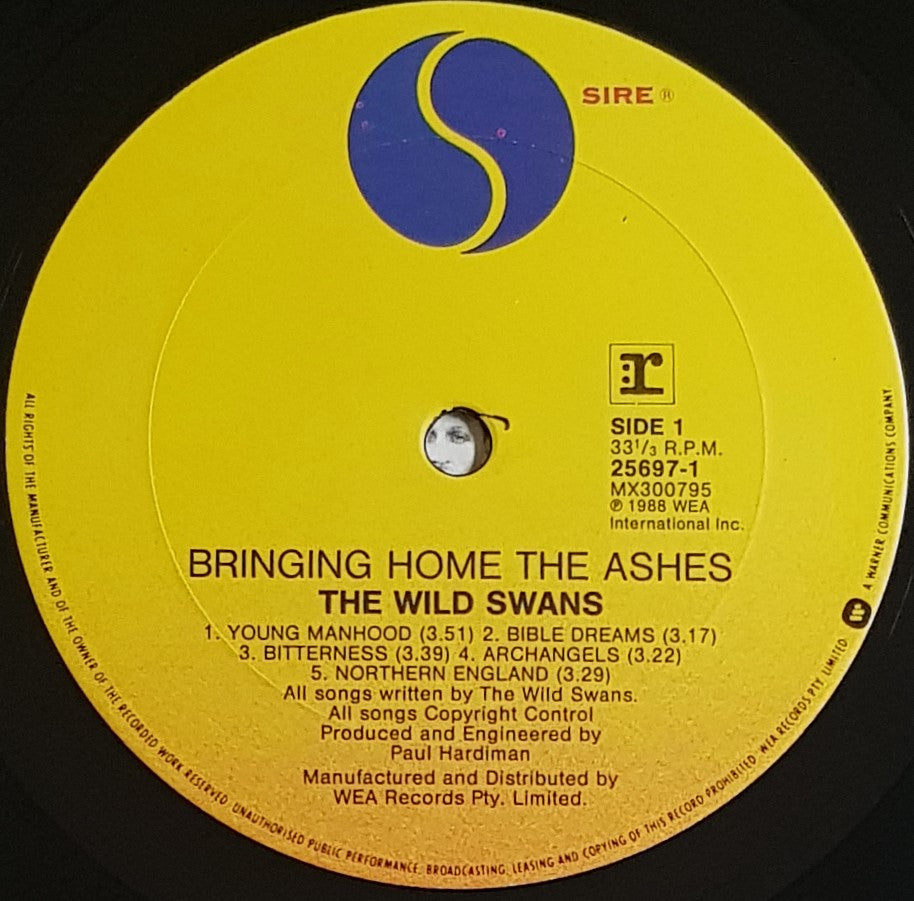 SIRE ®
r
SIDE 1
33¹/₃ R.P.M.
25697-1
MX300795
℗ 1988 WEA
International Inc.
BRINGING HOME THE ASHES
THE WILD SWANS
1. YOUNG MANHOOD (3.51) 2. BIBLE DREAMS (3.17)
3. BITTERNESS (3.39) 4. ARCHANGELS (3.22)
5. NORTHERN ENGLAND (3.29)
All songs written by The Wild Swans.
All songs Copyright Control
Produced and Engineered by
Paul Hardiman
Manufactured and Distributed by
WEA Records Pty. Limited.
ALL RIGHTS OF THE MANUFACTURER AND OF THE OWNER OF THE RECORDED WORK RESERVED. UNAUTHORISED PUBLIC PERFORMANCE, BROADCASTING, LEASING AND COPYING OF THIS RECORD PROHIBITED. WEA RECORDS PTY. LIMITED
A WARNER COMMUNICATIONS COMPANY